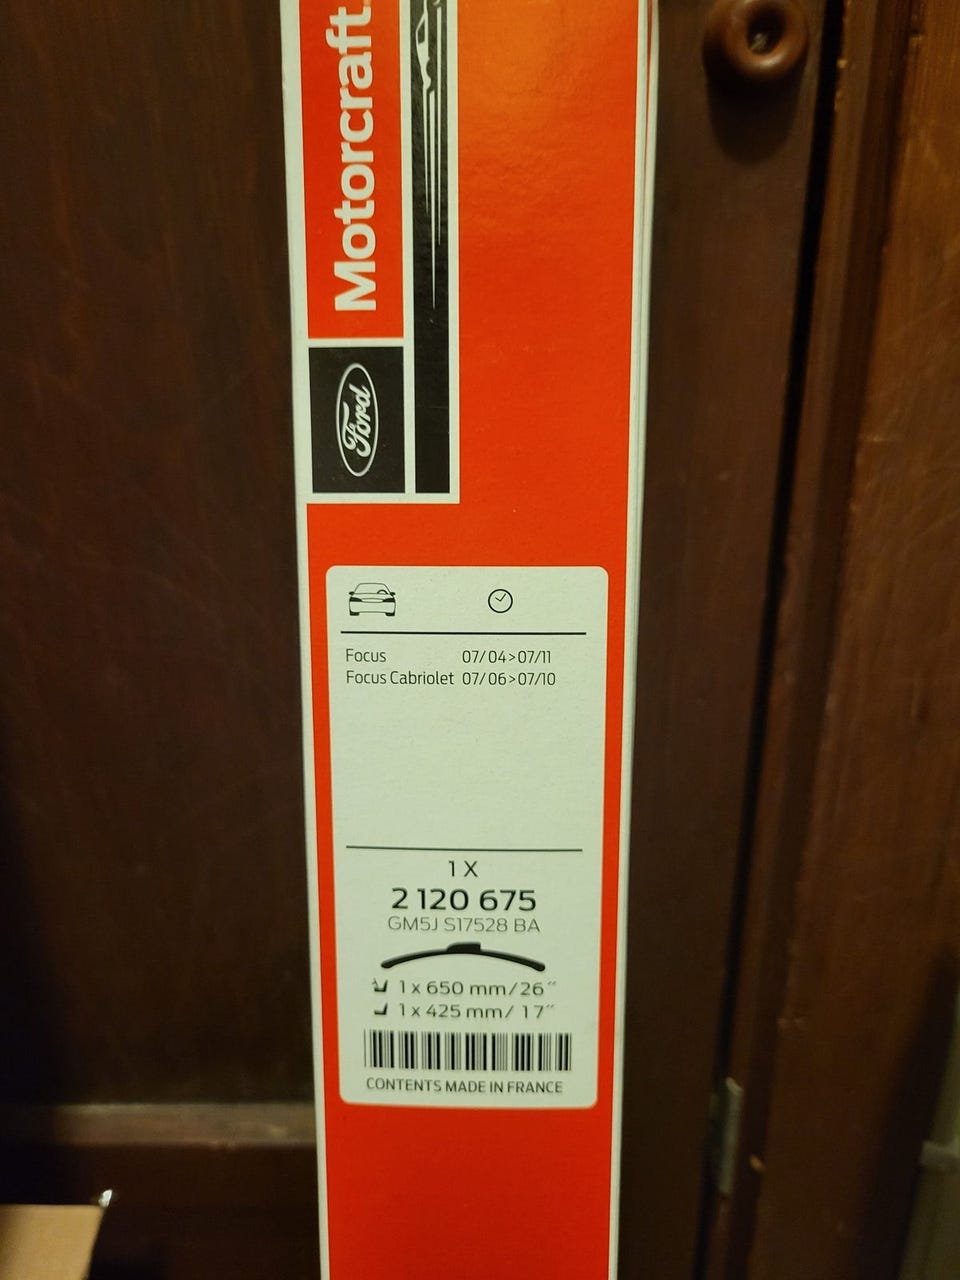 Motorcraft
Ford
Focus 07/04>07/11
Focus Cabriolet 07/06>07/10
1 X
2 120 675
GM5J S17528 BA
1 x 650 mm/26"
1 x 425 mm/ 17"
CONTENTS MADE IN FRANCE